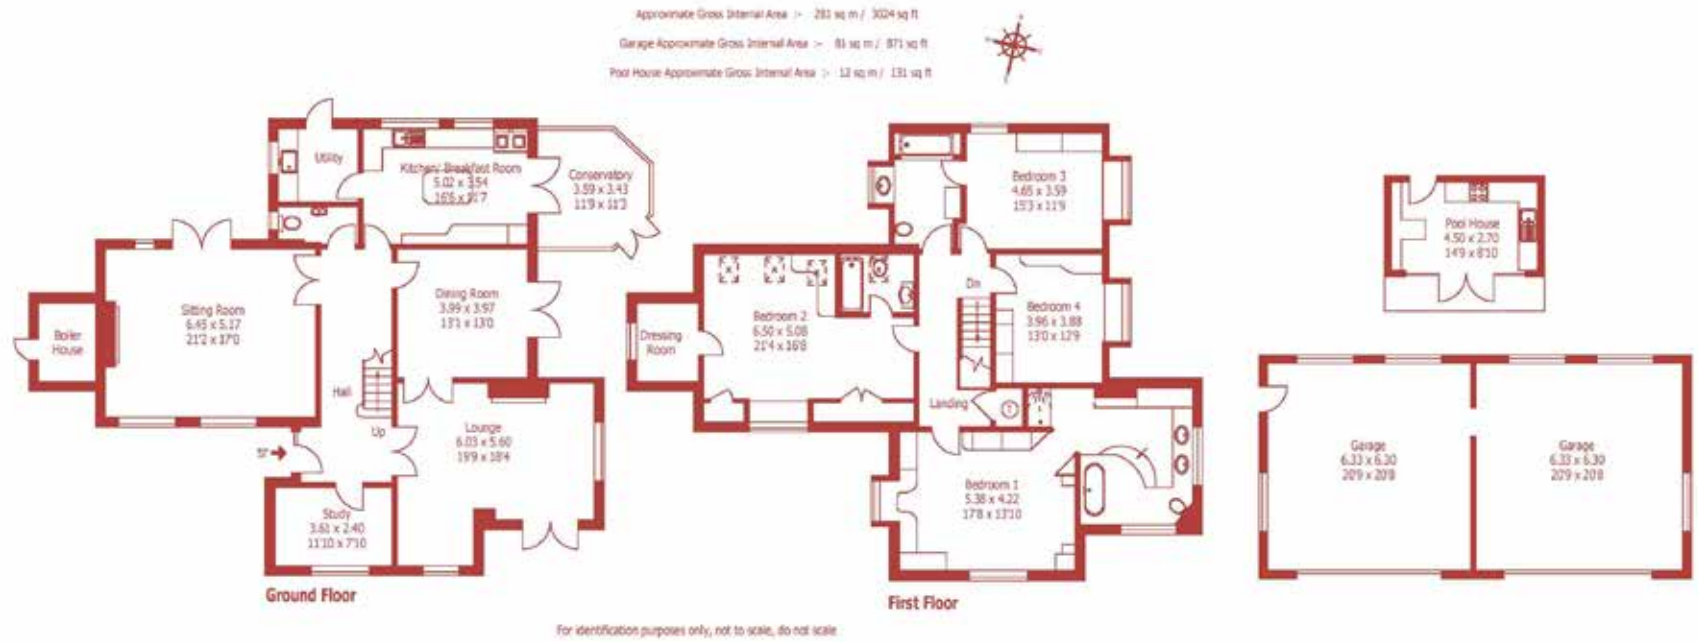 Approximate Gross Internal Area :- 281 sq m / 3024 sq ft
Garage Approximate Gross Internal Area :- 81 sq m / 871 sq ft
Pool House Approximate Gross Internal Area :- 12 sq m / 131 sq ft
Utility
Kitchen/ Breakfast Room
5.02 x 3.54
16'6 x 11'7
Conservatory
3.59 x 3.43
11'9 x 11'3
Sitting Room
6.45 x 5.17
21'2 x 17'0
Boiler
House
Dining Room
3.99 x 3.97
13'1 x 13'0
Hall
Up
Lounge
6.03 x 5.60
19'9 x 18'4
IN
Study
3.61 x 2.40
11'10 x 7'10
Ground Floor
Bedroom 3
4.65 x 3.59
15'3 x 11'9
Dn
Bedroom 4
3.96 x 3.88
13'0 x 12'9
Bedroom 2
6.50 x 5.08
21'4 x 16'8
Dressing
Room
Landing
T
Bedroom 1
5.38 x 4.22
17'8 x 13'10
First Floor
Pool House
4.50 x 2.70
14'9 x 8'10
Garage
6.33 x 6.30
20'9 x 20'8
Garage
6.33 x 6.30
20'9 x 20'8
For identification purposes only, not to scale, do not scale